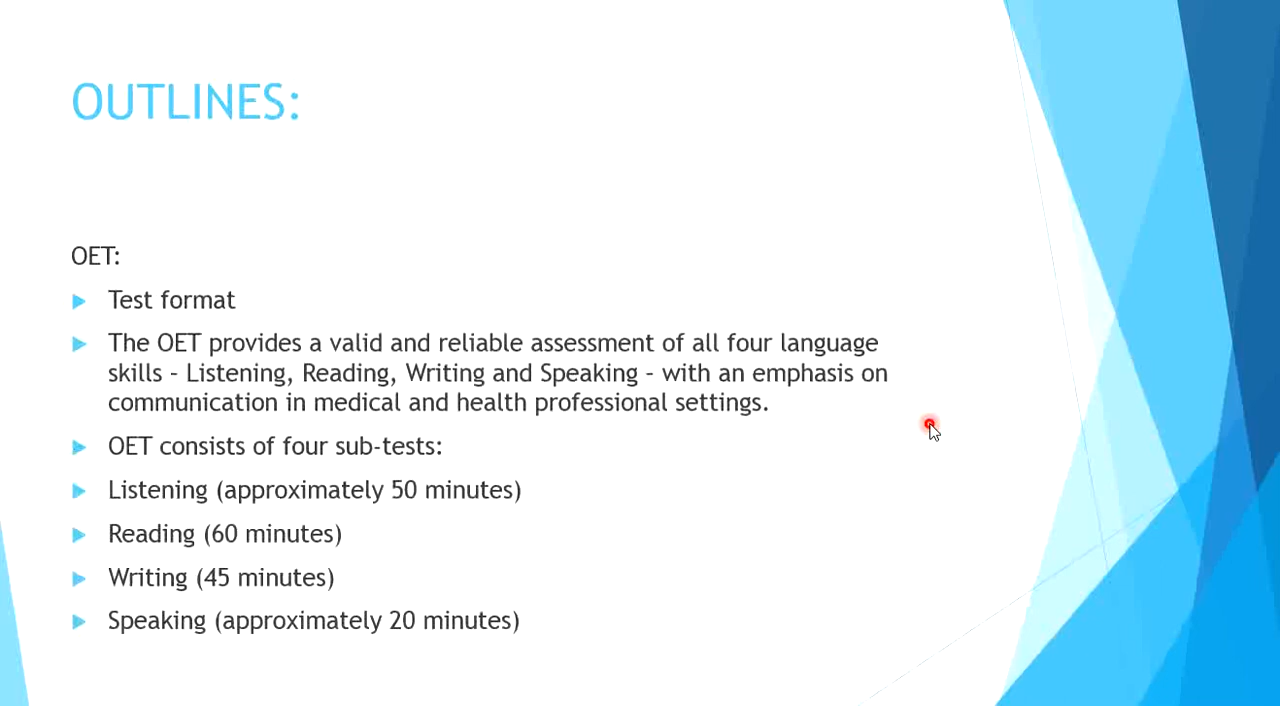 OUTLINES:
OET:
Test format
The OET provides a valid and reliable assessment of all four language
skills – Listening, Reading, Writing and Speaking – with an emphasis on
communication in medical and health professional settings.
OET consists of four sub-tests:
Listening (approximately 50 minutes)
Reading (60 minutes)
Writing (45 minutes)
Speaking (approximately 20 minutes)